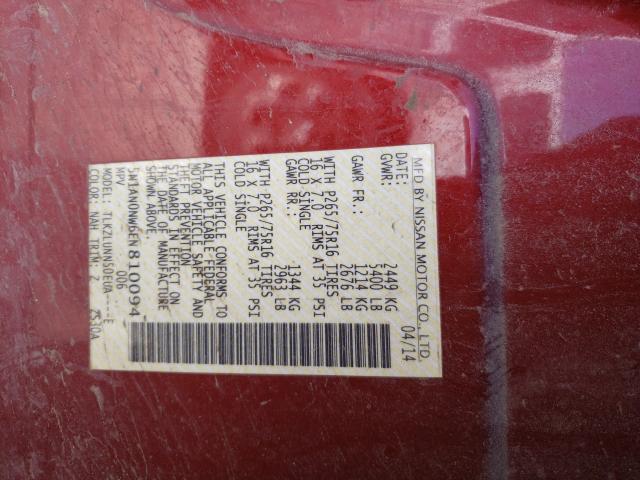 MFD BY NISSAN MOTOR CO., LTD.
DATE: 04/14
GVWR: 2449 KG
5400 LB
GAWR FR.: 1214 KG
2676 LB
WITH P265/75R16 TIRES
16 X 7.0 RIMS AT 35 PSI
COLD SINGLE
GAWR RR.: 1344 KG
2963 LB
WITH P265/75R16 TIRES
16 X 7.0 RIMS AT 35 PSI
COLD SINGLE
THIS VEHICLE CONFORMS TO
ALL APPLICABLE FEDERAL
MOTOR VEHICLE SAFETY AND
THEFT PREVENTION
STANDARDS IN EFFECT ON
THE DATE OF MANUFACTURE
SHOWN ABOVE.
5N1AN0NW6EN810094
MPV 006
COLOR: NAH TRIM: Z